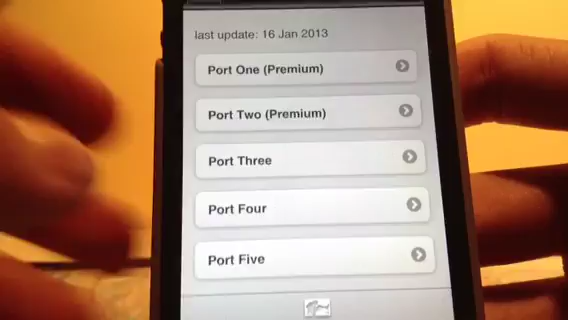 last update: 16 Jan 2013
Port One (Premium)
Port Two (Premium)
Port Three
Port Four
Port Five